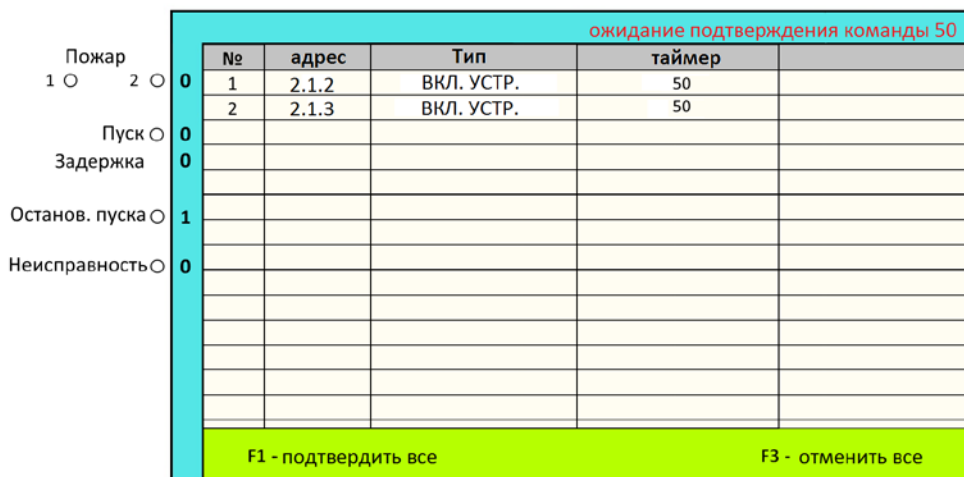 ожидание подтверждения команды 50
Пожар
1 2 0
№ адрес Тип таймер
1 2.1.2 ВКЛ. УСТР. 50
2 2.1.3 ВКЛ. УСТР. 50
Пуск 0
Задержка 0
Останов. пуска 1
Неисправность 0
F1 - подтвердить все F3 - отменить все